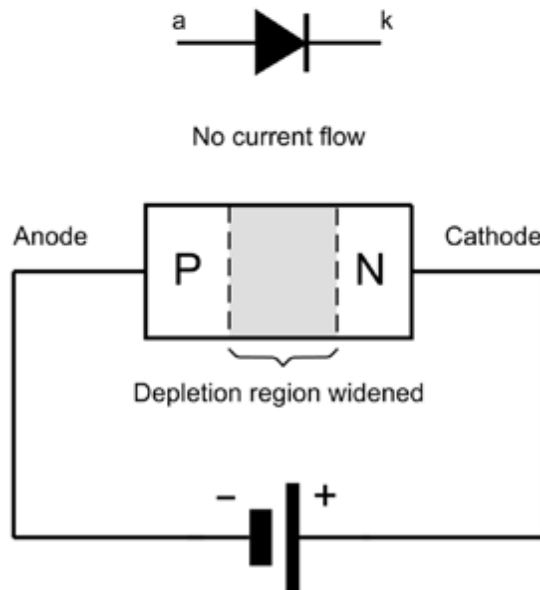 a k
No current flow
Anode Cathode
P N
Depletion region widened
− +